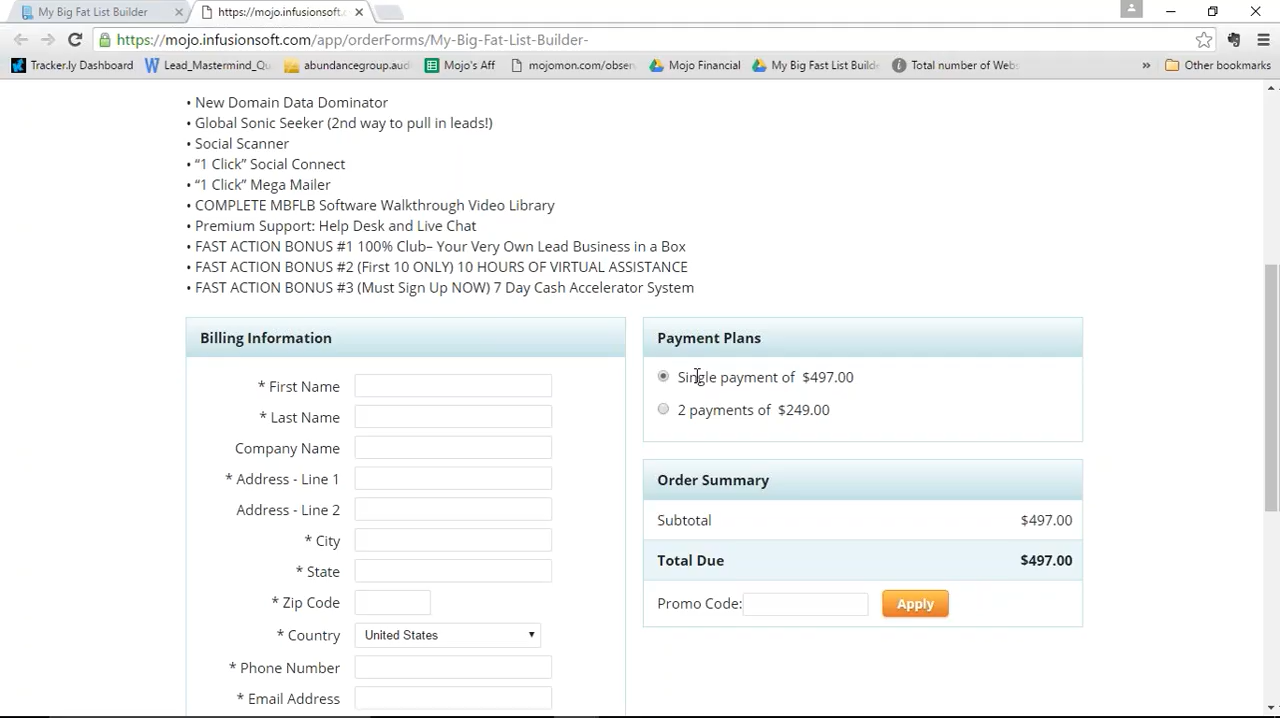 My Big Fat List Builder
https://mojo.infusionsoft.
https://mojo.infusionsoft.com/app/orderForms/My-Big-Fat-List-Builder-
Tracker.ly Dashboard
Lead_Mastermind_Qu
abundancegroup.aud
Mojo's Aff
mojomon.com/obser
Mojo Financial
My Big Fast List Build
Total number of Webs
» Other bookmarks
• New Domain Data Dominator
• Global Sonic Seeker (2nd way to pull in leads!)
• Social Scanner
• “1 Click” Social Connect
• “1 Click” Mega Mailer
• COMPLETE MBFLB Software Walkthrough Video Library
• Premium Support: Help Desk and Live Chat
• FAST ACTION BONUS #1 100% Club– Your Very Own Lead Business in a Box
• FAST ACTION BONUS #2 (First 10 ONLY) 10 HOURS OF VIRTUAL ASSISTANCE
• FAST ACTION BONUS #3 (Must Sign Up NOW) 7 Day Cash Accelerator System
Billing Information
* First Name
* Last Name
Company Name
* Address - Line 1
Address - Line 2
* City
* State
* Zip Code
* Country United States
* Phone Number
* Email Address
Payment Plans
Single payment of $497.00
2 payments of $249.00
Order Summary
Subtotal $497.00
Total Due $497.00
Promo Code: Apply